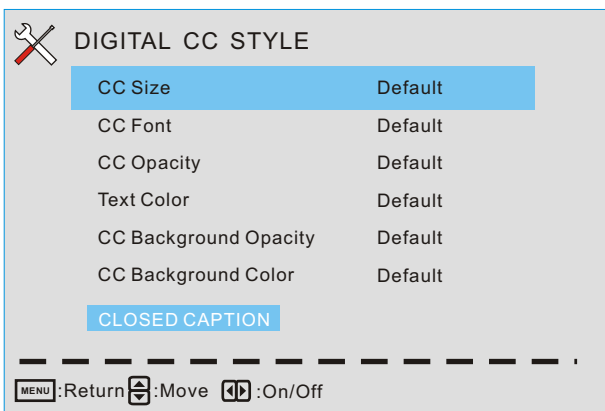 DIGITAL CC STYLE
CC Size Default
CC Font Default
CC Opacity Default
Text Color Default
CC Background Opacity Default
CC Background Color Default
CLOSED CAPTION
MENU :Return :Move :On/Off